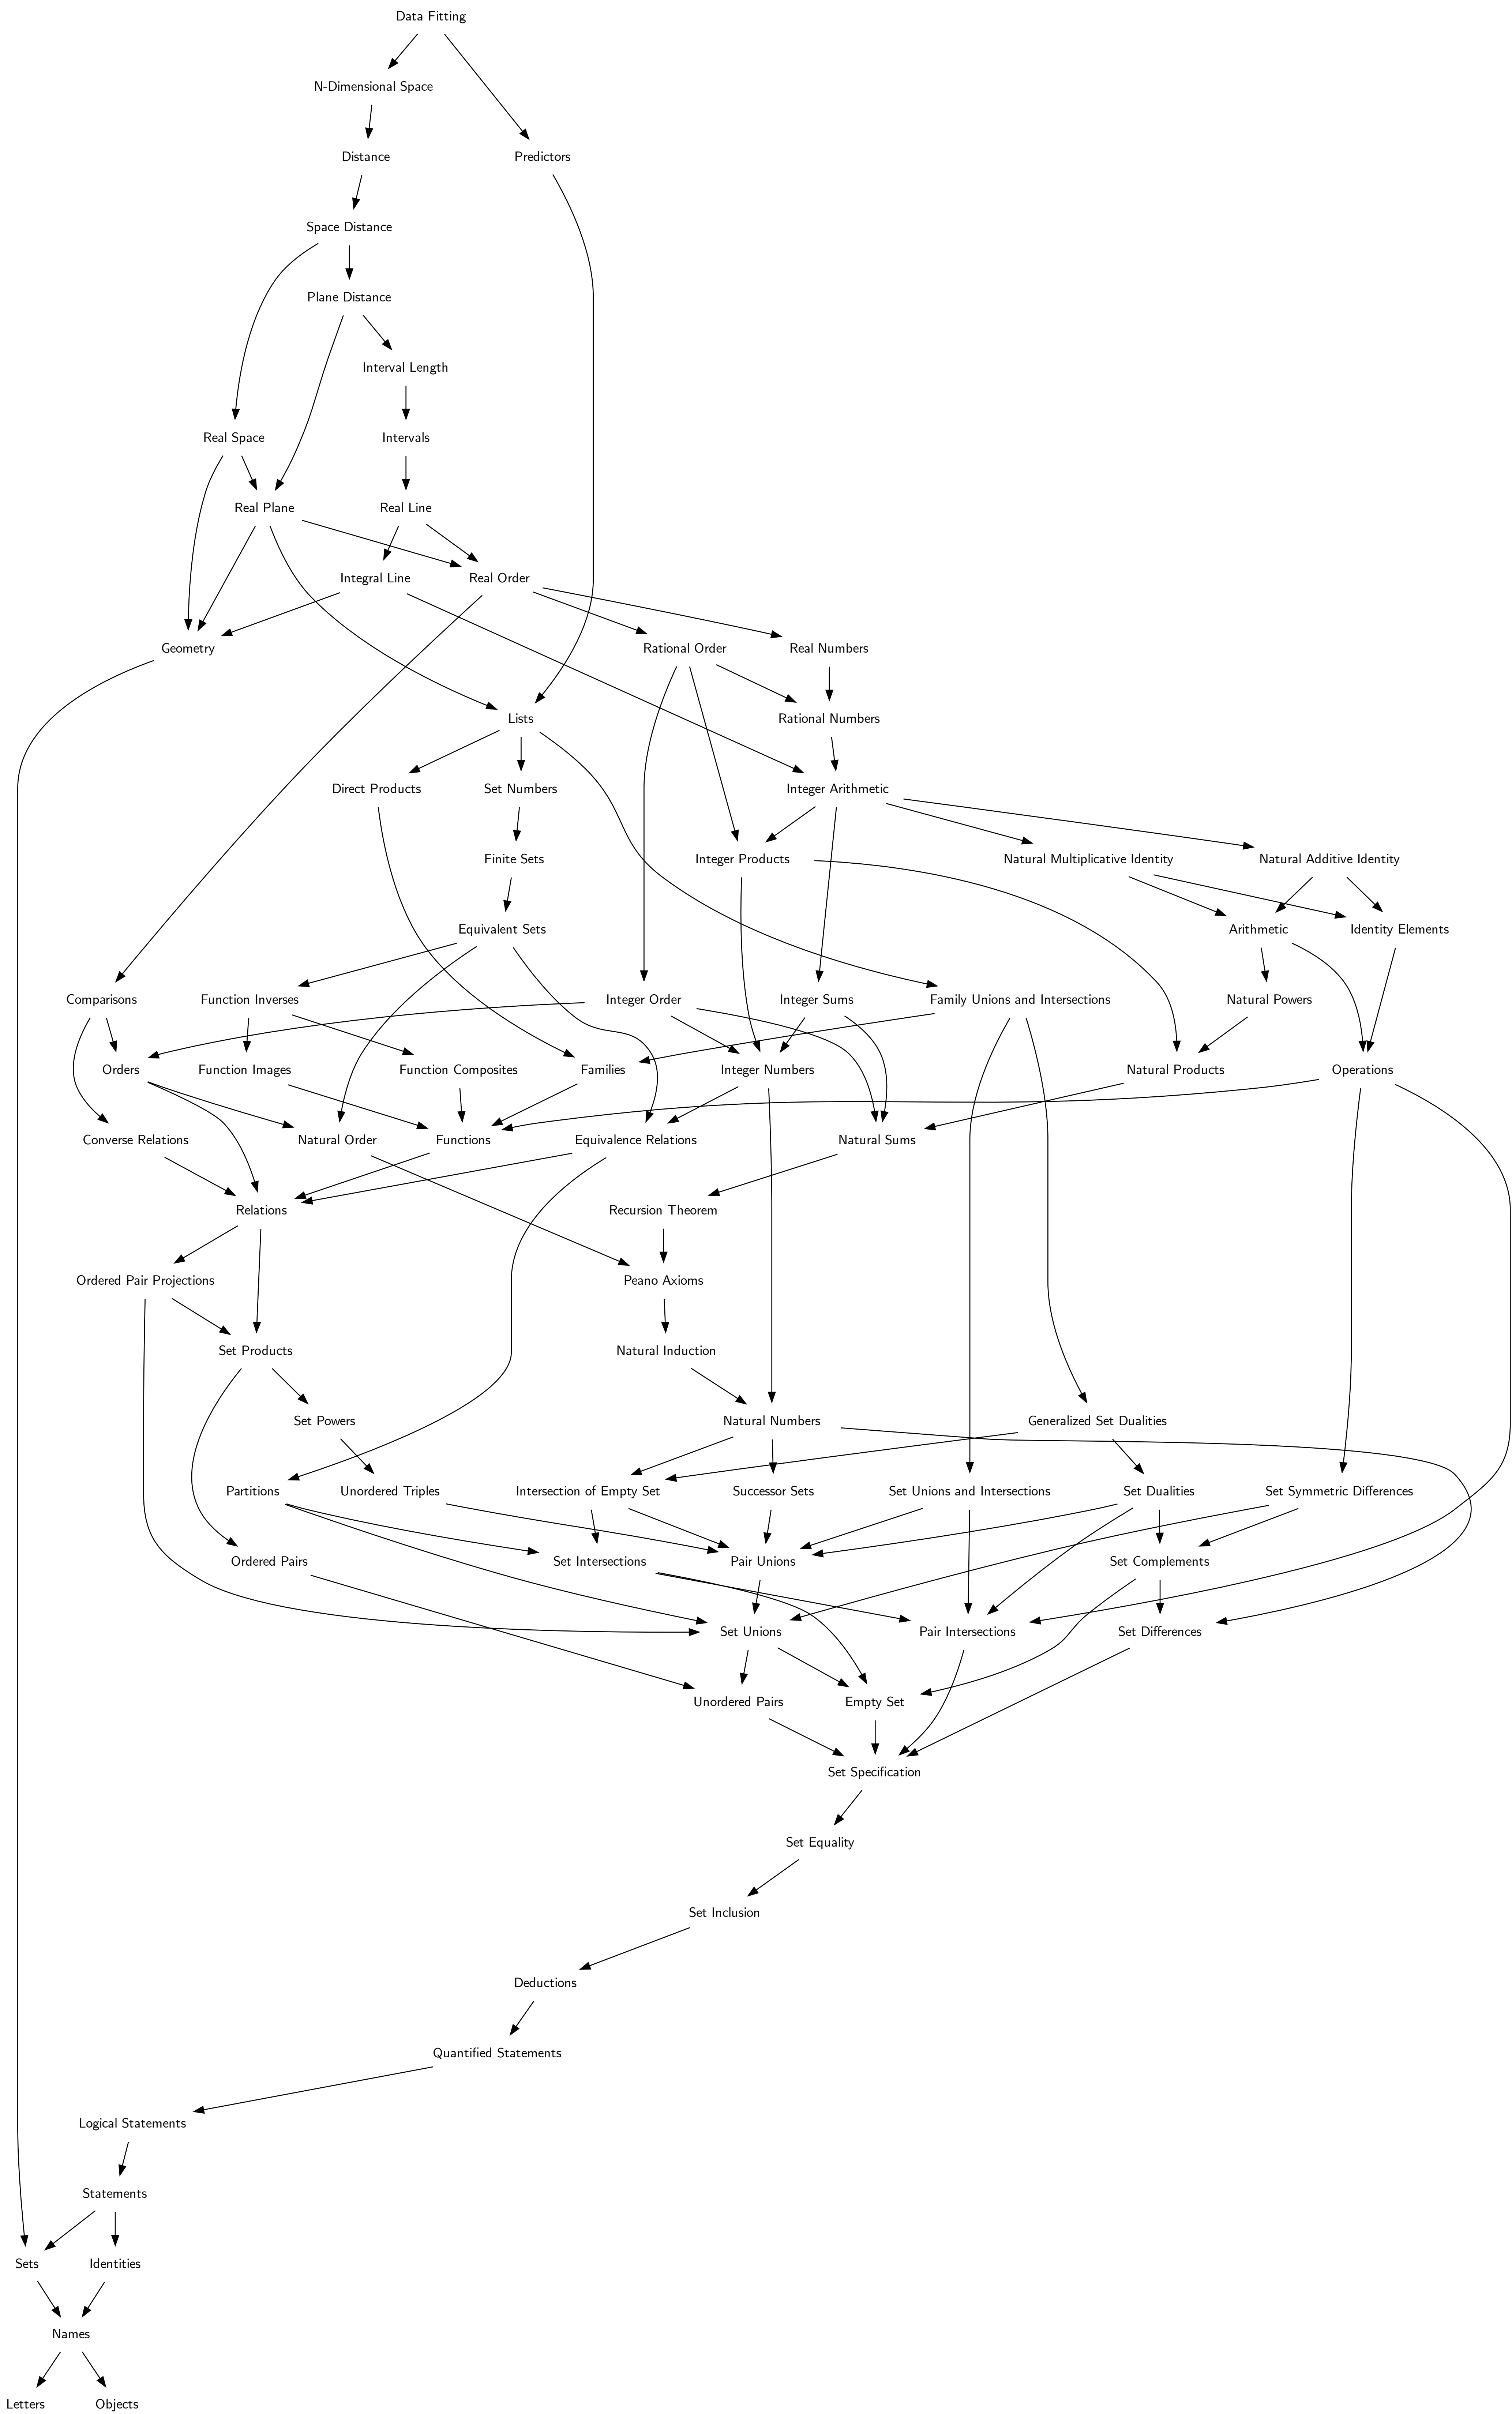 Data Fitting
N-Dimensional Space
Distance
Predictors
Space Distance
Plane Distance
Interval Length
Real Space
Intervals
Real Plane
Real Line
Integral Line
Real Order
Geometry
Rational Order
Real Numbers
Lists
Rational Numbers
Direct Products
Set Numbers
Integer Arithmetic
Finite Sets
Integer Products
Natural Multiplicative Identity
Natural Additive Identity
Equivalent Sets
Arithmetic
Identity Elements
Comparisons
Function Inverses
Integer Order
Integer Sums
Family Unions and Intersections
Natural Powers
Orders
Function Images
Function Composites
Families
Integer Numbers
Natural Products
Operations
Converse Relations
Natural Order
Functions
Equivalence Relations
Natural Sums
Relations
Recursion Theorem
Ordered Pair Projections
Peano Axioms
Set Products
Natural Induction
Set Powers
Natural Numbers
Generalized Set Dualities
Partitions
Unordered Triples
Intersection of Empty Set
Successor Sets
Set Unions and Intersections
Set Dualities
Set Symmetric Differences
Ordered Pairs
Set Intersections
Pair Unions
Set Complements
Set Unions
Pair Intersections
Set Differences
Unordered Pairs
Empty Set
Set Specification
Set Equality
Set Inclusion
Deductions
Quantified Statements
Logical Statements
Statements
Sets
Identities
Names
Letters
Objects